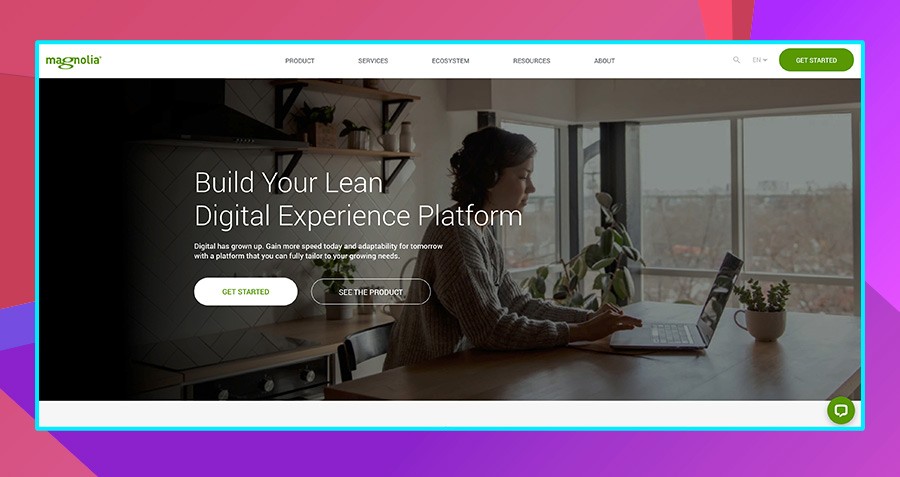 magnolia®
PRODUCT
SERVICES
ECOSYSTEM
RESOURCES
ABOUT
EN
GET STARTED
Build Your Lean
Digital Experience Platform
Digital has grown up. Gain more speed today and adaptability for tomorrow
with a platform that you can fully tailor to your growing needs.
GET STARTED
SEE THE PRODUCT